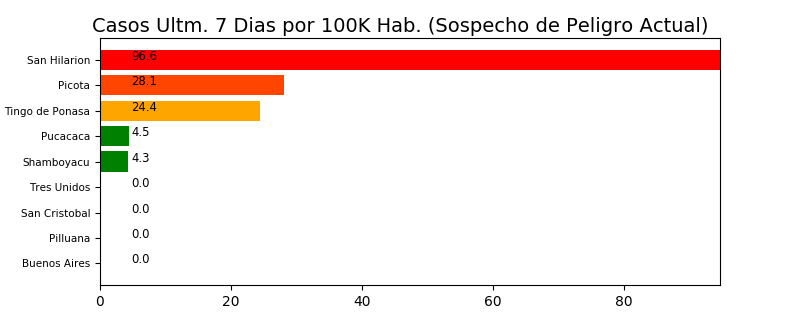 Casos Ultm. 7 Dias por 100K Hab. (Sospecho de Peligro Actual)
San Hilarion 96.6
Picota 28.1
Tingo de Ponasa 24.4
Pucacaca 4.5
Shamboyacu 4.3
Tres Unidos 0.0
San Cristobal 0.0
Pilluana 0.0
Buenos Aires 0.0
0 20 40 60 80